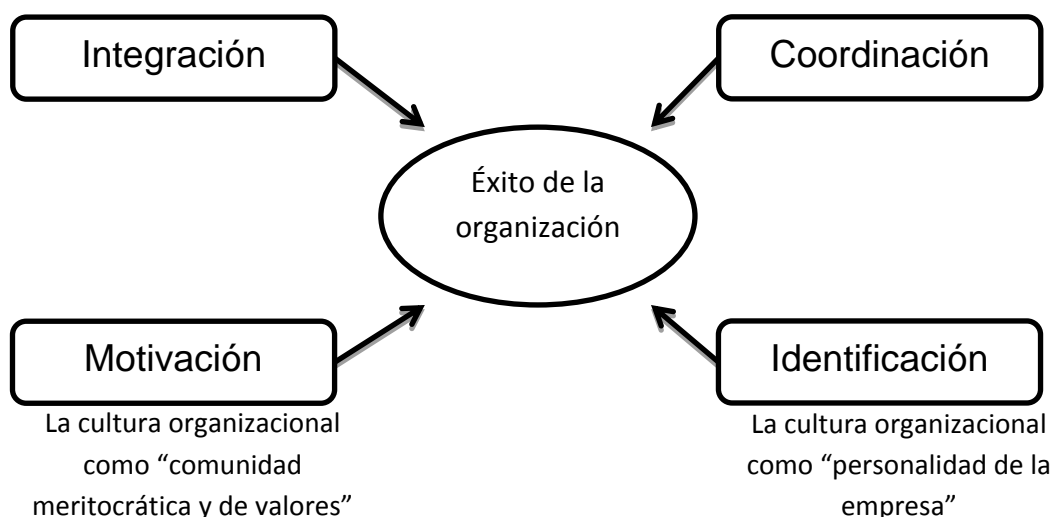 Integración
Coordinación
Éxito de la
organización
Motivación
La cultura organizacional
como “comunidad
meritocrática y de valores”
Identificación
La cultura organizacional
como “personalidad de la
empresa”